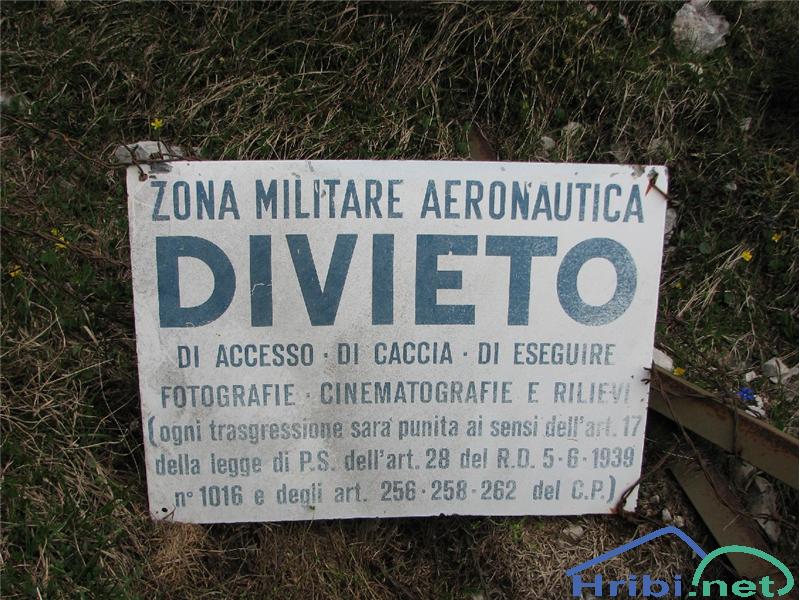 ZONA MILITARE AERONAUTICA
DIVIETO
DI ACCESSO · DI CACCIA · DI ESEGUIRE
FOTOGRAFIE · CINEMATOGRAFIE E RILIEVI
(ogni trasgressione sarà punita ai sensi dell'art. 17
della legge di P.S. dell'art. 28 del R.D. 5·6·1939
n° 1016 e degli art. 256·258·262 del C.P.)
Hribi.net